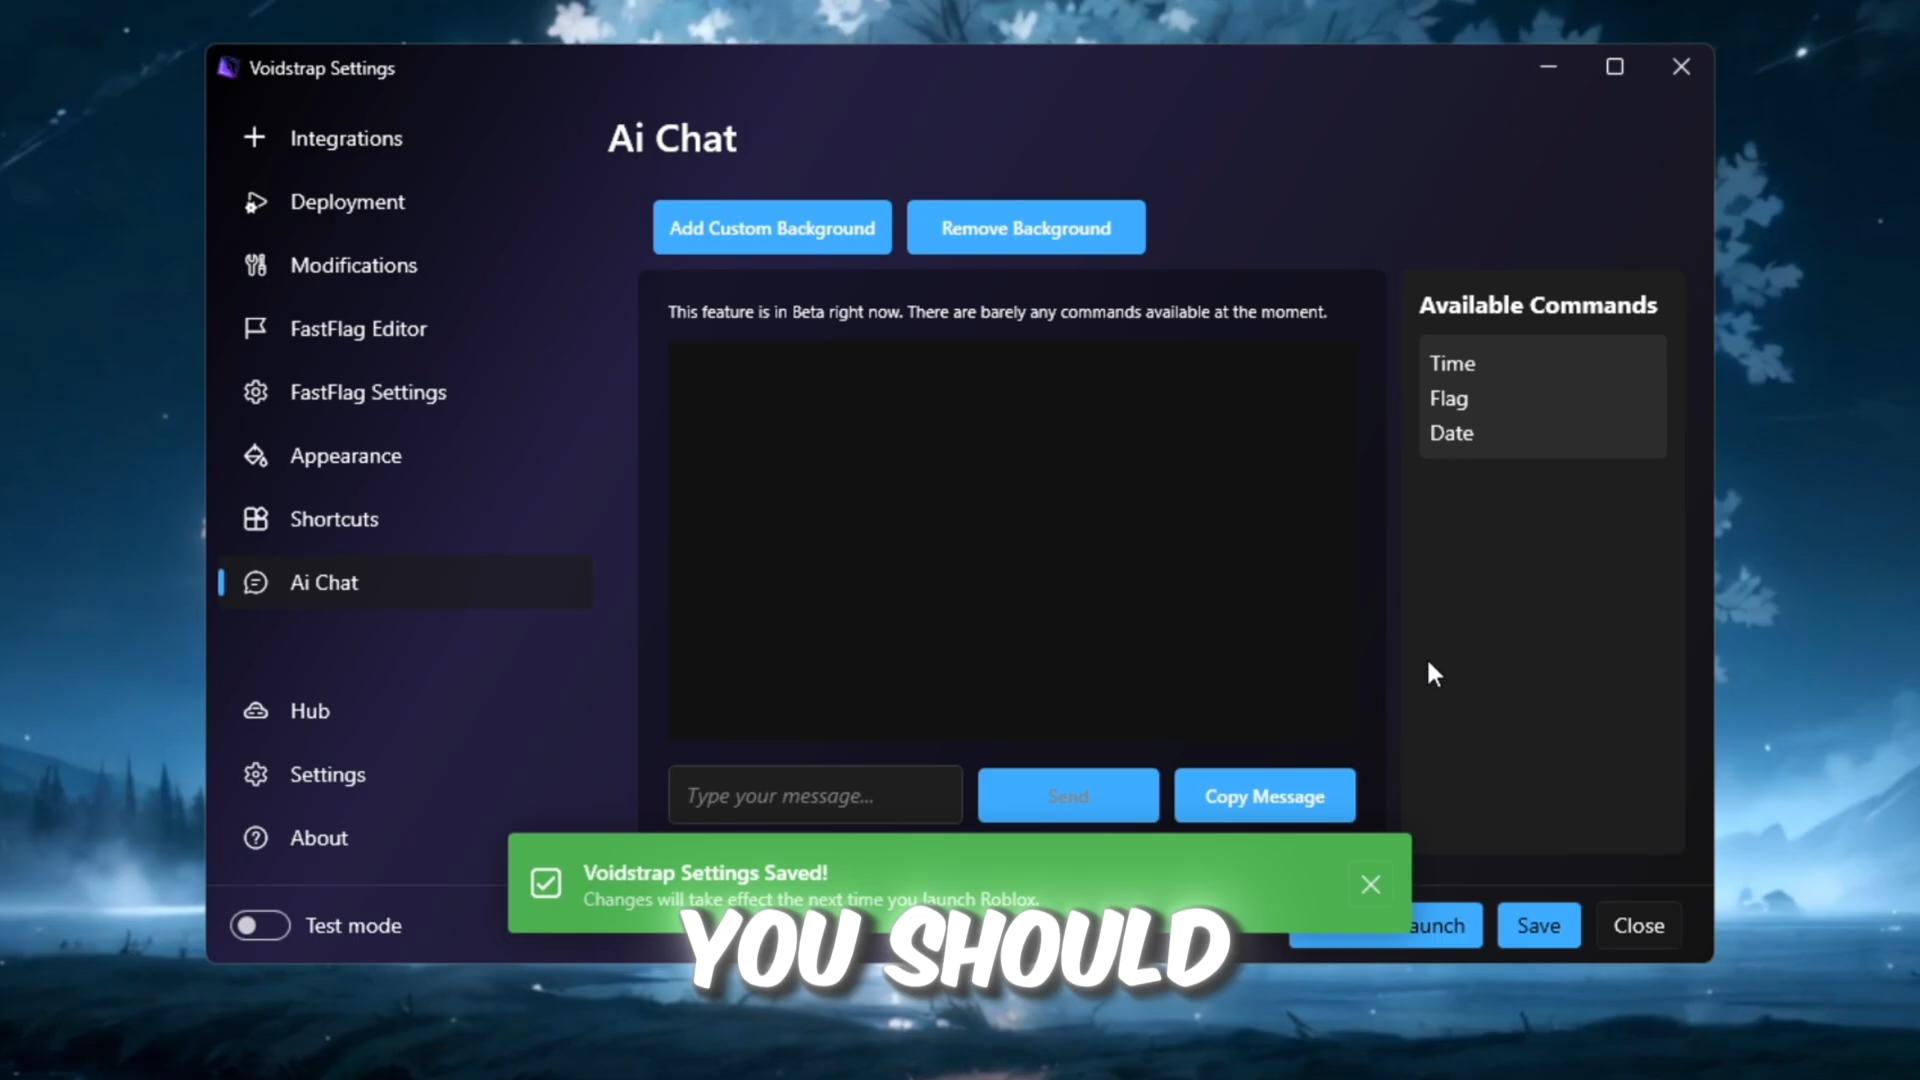 Voidstrap Settings
Integrations
Deployment
Modifications
FastFlag Editor
FastFlag Settings
Appearance
Shortcuts
Ai Chat
Hub
Settings
About
Test mode
Ai Chat
Add Custom Background
Remove Background
This feature is in Beta right now. There are barely any commands available at the moment.
Type your message...
Send
Copy Message
Available Commands
Time
Flag
Date
Voidstrap Settings Saved!
Changes will take effect the next time you launch Roblox.
aunch
Save
Close
YOU SHOULD